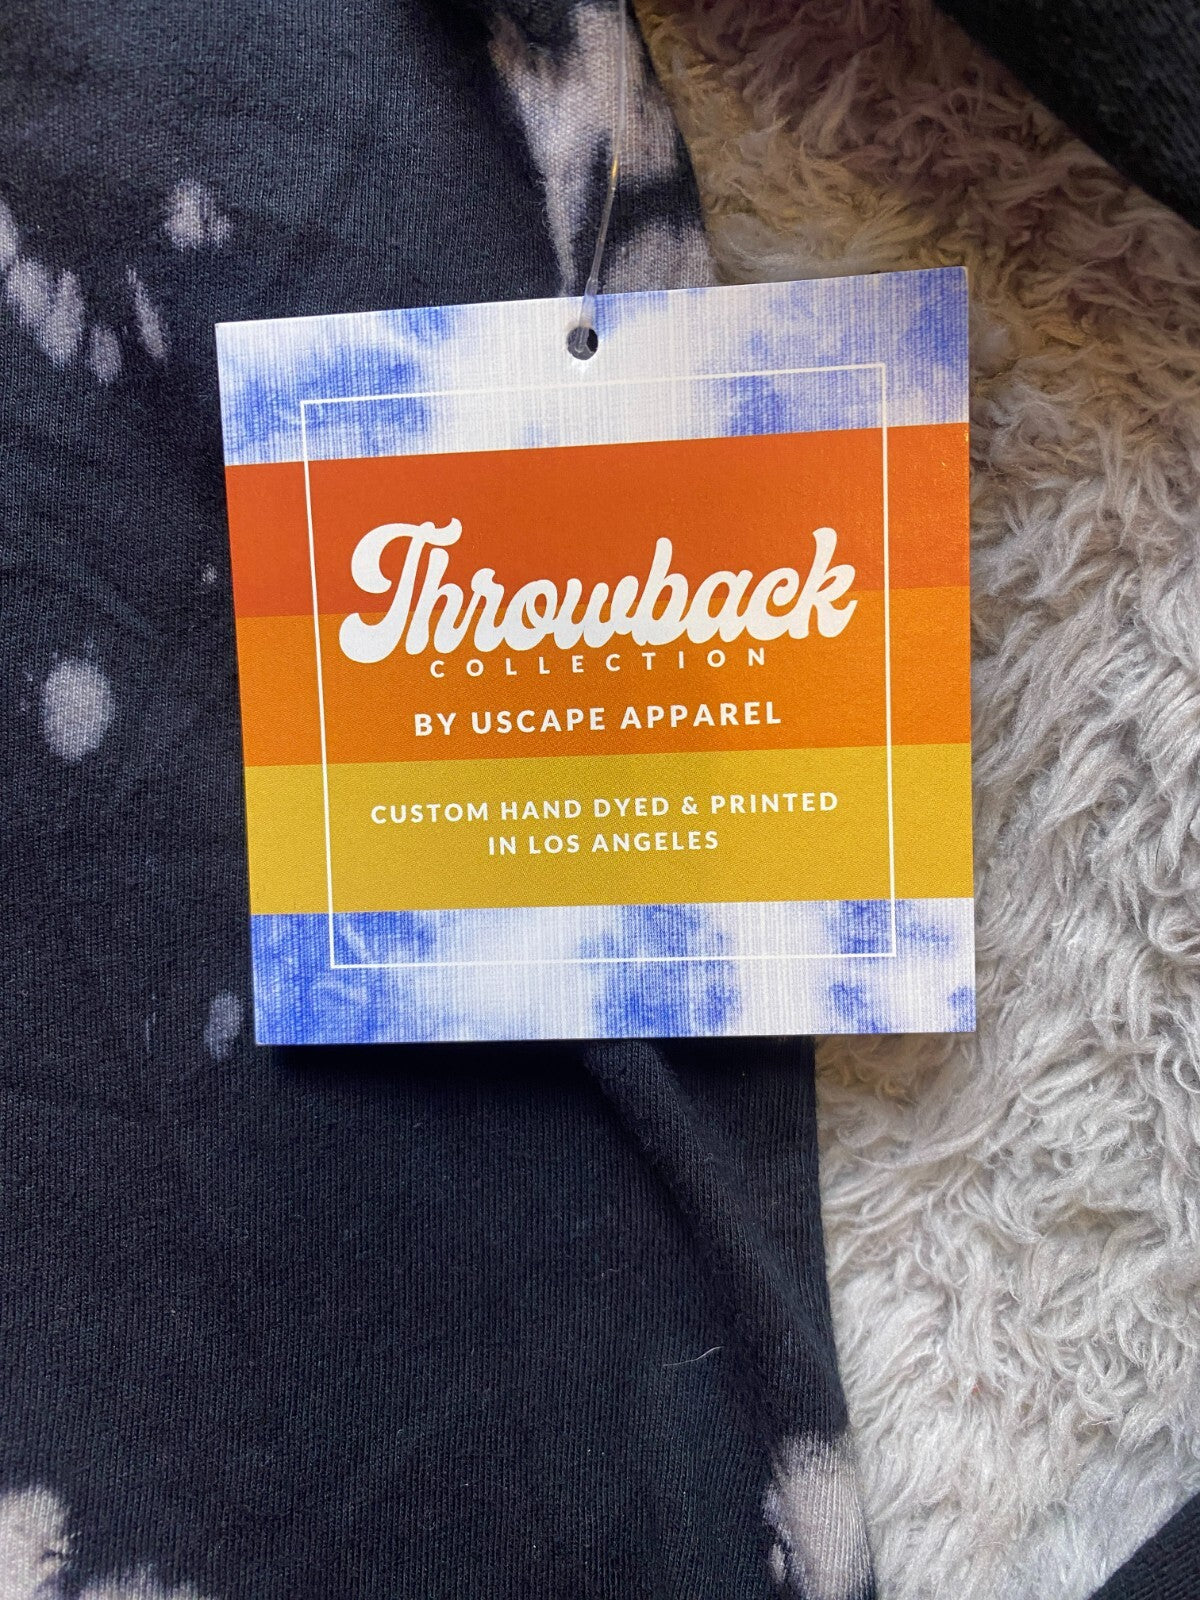 Throwback
COLLECTION
BY USCAPE APPAREL
CUSTOM HAND DYED & PRINTED
IN LOS ANGELES